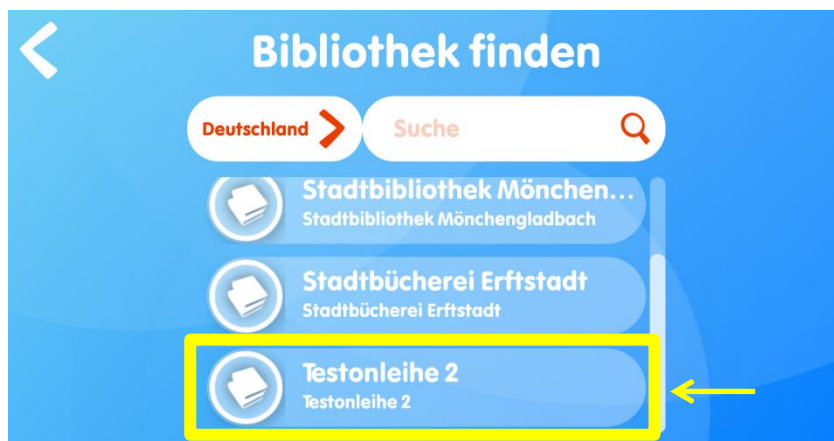 Bibliothek finden
Deutschland
Suche
Stadtbibliothek Mönchen...
Stadtbibliothek Mönchengladbach
Stadtbücherei Erftstadt
Stadtbücherei Erftstadt
Testonleihe 2
Testonleihe 2